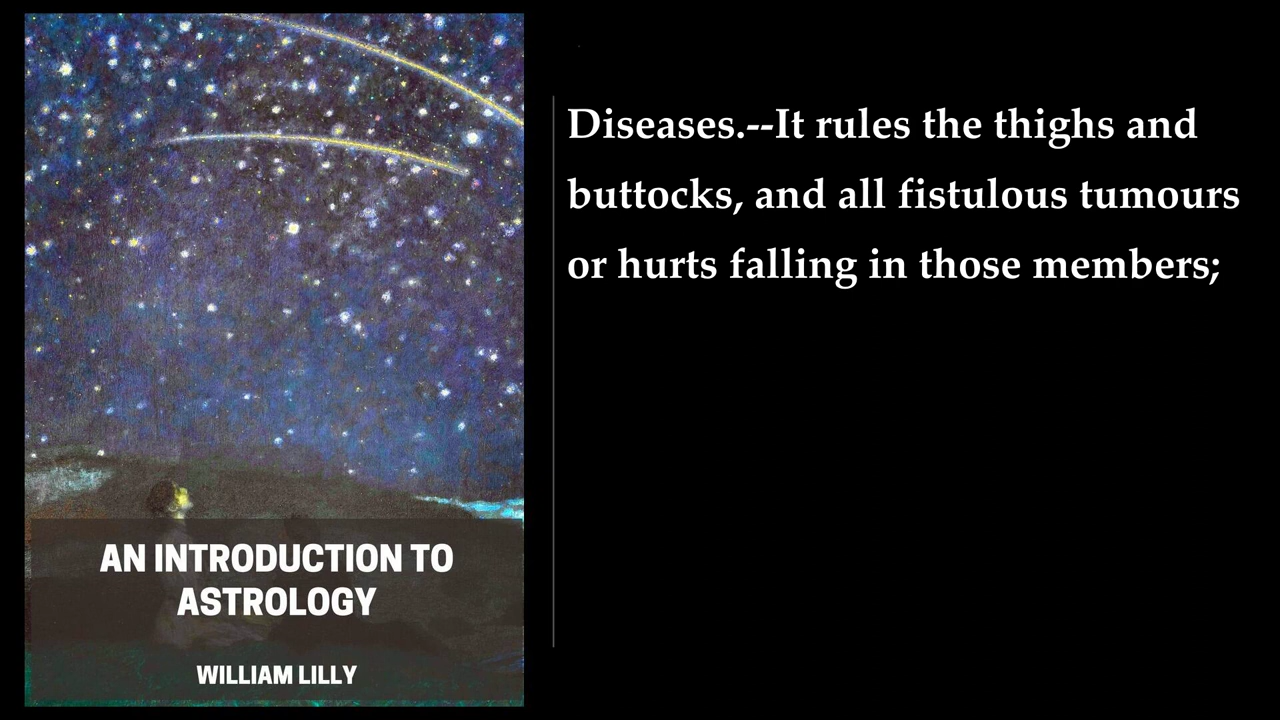 Diseases.--It rules the thighs and
buttocks, and all fistulous tumours
or hurts falling in those members;
AN INTRODUCTION TO
ASTROLOGY
WILLIAM LILLY